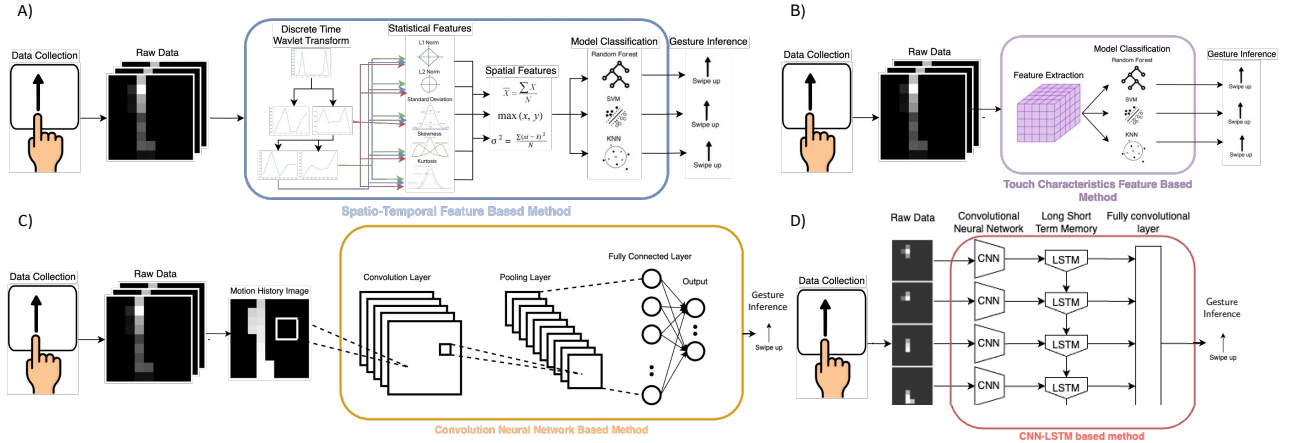 A)
Data Collection
Raw Data
Discrete Time
Wavlet Transform
Statistical Features
L1 Norm
L2 Norm
Standard Deviation
Skewness
Kurtosis
Spatial Features
X̄ = ∑X / N
max (x, y)
σ² = ∑(xi − x̄)² / N
Model Classification
Random Forest
SVM
KNN
Gesture Inference
Swipe up
Swipe up
Swipe up
Spatio-Temporal Feature Based Method
B)
Data Collection
Raw Data
Feature Extraction
Model Classification
Random Forest
SVM
KNN
Gesture Inference
Swipe up
Swipe up
Swipe up
Touch Characteristics Feature Based
Method
C)
Data Collection
Raw Data
Motion History Image
Convolution Layer
Pooling Layer
Fully Connected Layer
Output
Gesture
Inference
Swipe up
Convolution Neural Network Based Method
D)
Data Collection
Raw Data
Convolutional
Neural Network
Long Short
Term Memory
Fully convolutional
layer
CNN
LSTM
CNN
LSTM
CNN
LSTM
CNN
LSTM
Gesture
Inference
Swipe up
CNN-LSTM based method